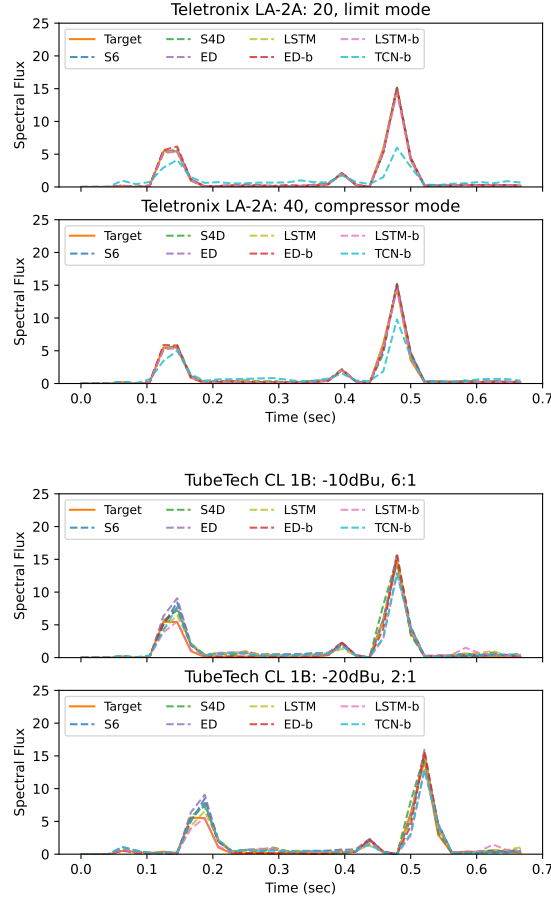 Teletronix LA-2A: 20, limit mode
25
20
15
10
5
0
Spectral Flux
Target S4D LSTM LSTM-b
S6 ED ED-b TCN-b
Teletronix LA-2A: 40, compressor mode
25
20
15
10
5
0
Spectral Flux
Target S4D LSTM LSTM-b
S6 ED ED-b TCN-b
0.0 0.1 0.2 0.3 0.4 0.5 0.6 0.7
Time (sec)
TubeTech CL 1B: -10dBu, 6:1
25
20
15
10
5
0
Spectral Flux
Target S4D LSTM LSTM-b
S6 ED ED-b TCN-b
TubeTech CL 1B: -20dBu, 2:1
25
20
15
10
5
0
Spectral Flux
Target S4D LSTM LSTM-b
S6 ED ED-b TCN-b
0.0 0.1 0.2 0.3 0.4 0.5 0.6 0.7
Time (sec)